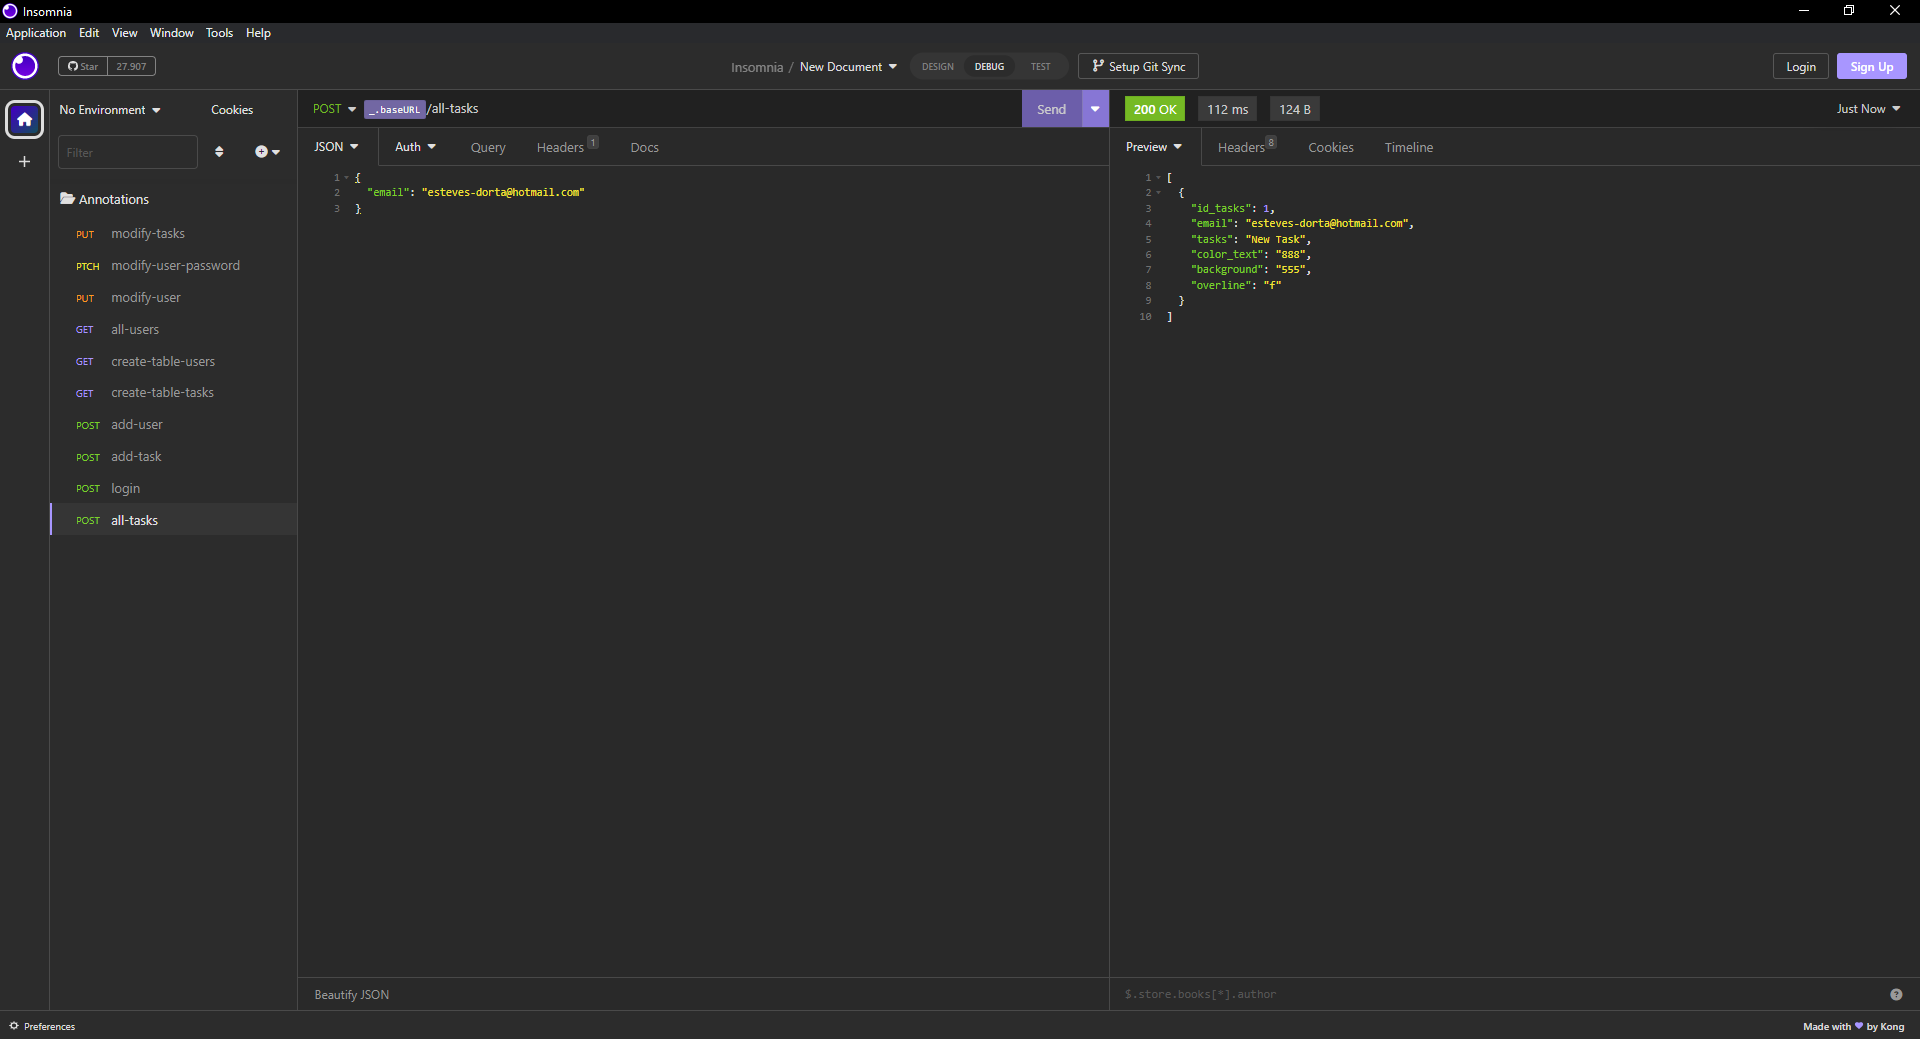 Insomnia
Application Edit View Window Tools Help
Star 27.907
Insomnia / New Document
DESIGN DEBUG TEST
Setup Git Sync
Login Sign Up
No Environment Cookies
Filter
Annotations
PUT modify-tasks
PTCH modify-user-password
PUT modify-user
GET all-users
GET create-table-users
GET create-table-tasks
POST add-user
POST add-task
POST login
POST all-tasks
POST _.baseURL/all-tasks
Send
JSON Auth Query Headers 1 Docs
1 {
2 "email": "esteves-dorta@hotmail.com"
3 }
Beautify JSON
200 OK 112 ms 124 B Just Now
Preview Headers 8 Cookies Timeline
1 [
2 {
3 "id_tasks": 1,
4 "email": "esteves-dorta@hotmail.com",
5 "tasks": "New Task",
6 "color_text": "888",
7 "background": "555",
8 "overline": "f"
9 }
10 ]
$.store.books[*].author
Preferences
Made with ♥ by Kong